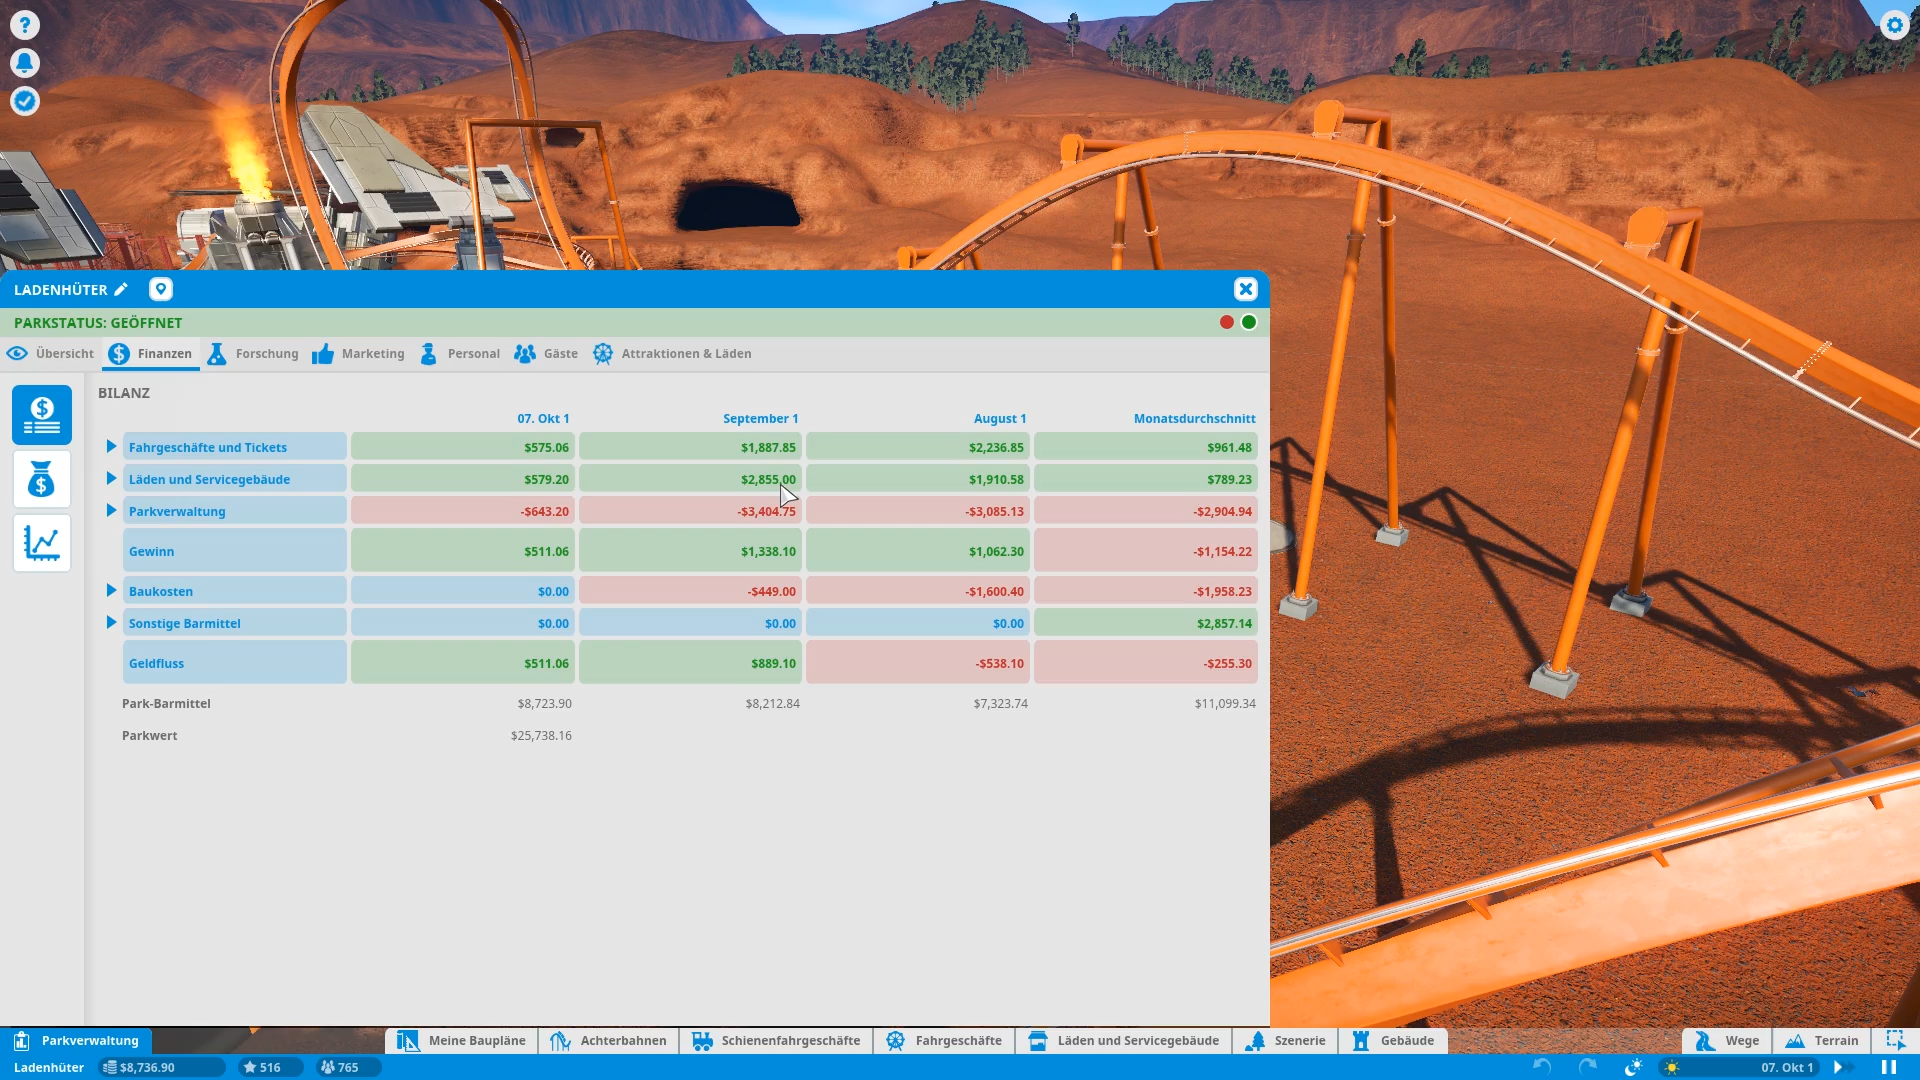 LADENHÜTER
PARKSTATUS: GEÖFFNET
Übersicht Finanzen Forschung Marketing Personal Gäste Attraktionen & Läden
BILANZ
07. Okt 1 September 1 August 1 Monatsdurchschnitt
Fahrgeschäfte und Tickets $575.06 $1,887.85 $2,236.85 $961.48
Läden und Servicegebäude $579.20 $2,855.00 $1,910.58 $789.23
Parkverwaltung -$643.20 -$3,404.75 -$3,085.13 -$2,904.94
Gewinn $511.06 $1,338.10 $1,062.30 -$1,154.22
Baukosten $0.00 -$449.00 -$1,600.40 -$1,958.23
Sonstige Barmittel $0.00 $0.00 $0.00 $2,857.14
Geldfluss $511.06 $889.10 -$538.10 -$255.30
Park-Barmittel $8,723.90 $8,212.84 $7,323.74 $11,099.34
Parkwert $25,738.16
Parkverwaltung Meine Baupläne Achterbahnen Schienenfahrgeschäfte Fahrgeschäfte Läden und Servicegebäude Szenerie Gebäude Wege Terrain
Ladenhüter $8,736.90 516 765 07. Okt 1